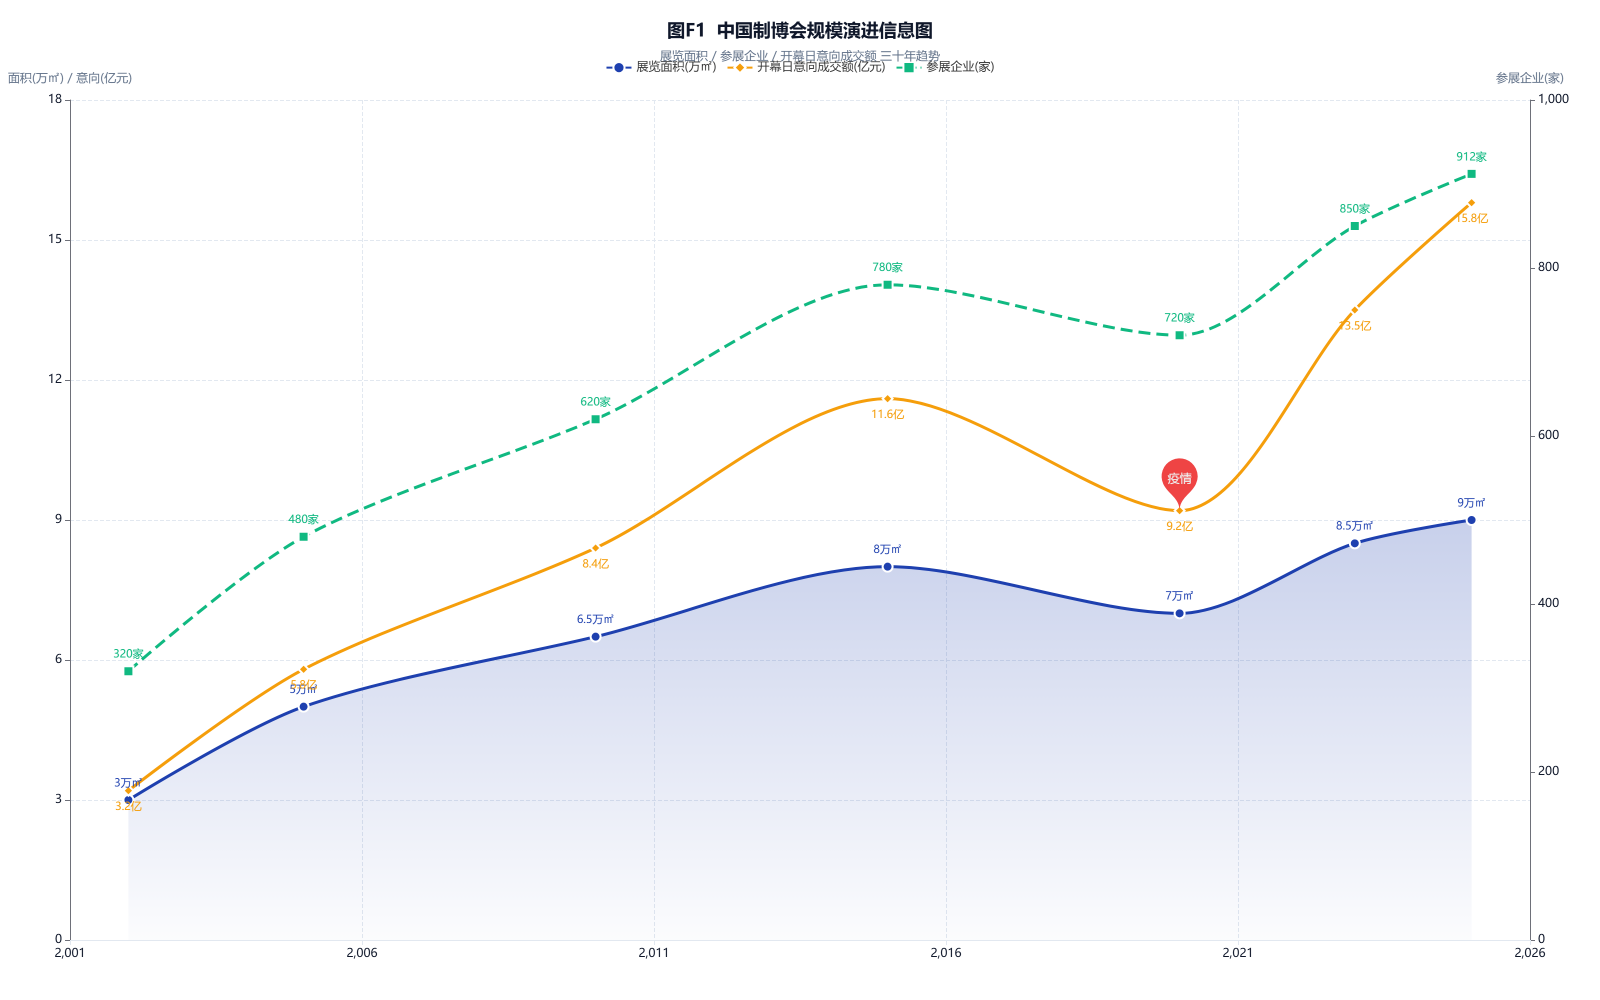 图F1 中国制博会规模演进信息图
展览面积 / 参展企业 / 开幕日意向成交额 三十年趋势
展览面积(万㎡) 开幕日意向成交额(亿元) 参展企业(家)
面积(万㎡) / 意向(亿元)
参展企业(家)
18
1,000
912家
15.8亿
850家
15
780家
800
720家
13.5亿
12
620家
11.6亿
600
疫情
480家
9
9.2亿
9万㎡
8.5万㎡
8.4亿
8万㎡
7万㎡
6.5万㎡
400
320家
6
5.8亿
5万㎡
3万㎡
3.2亿
3
200
0
0
2,001
2,006
2,011
2,016
2,021
2,026